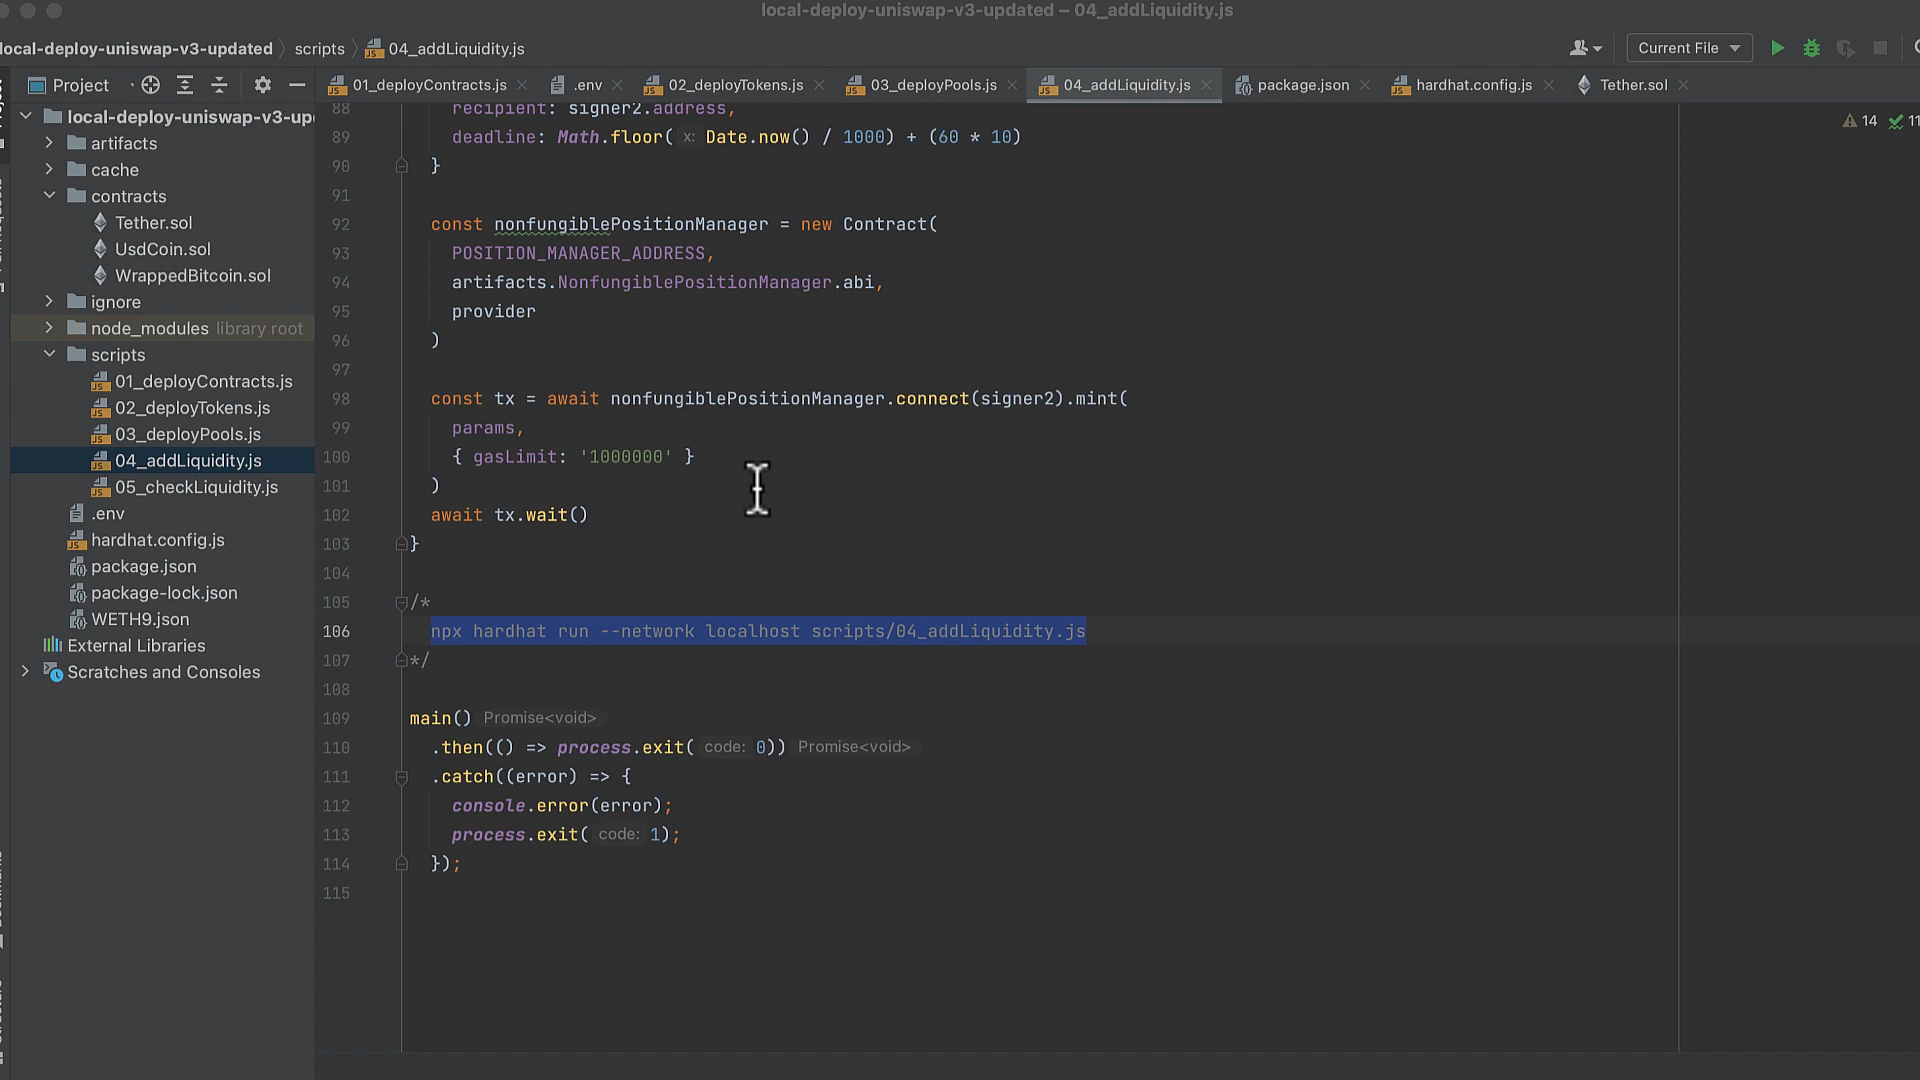 local-deploy-uniswap-v3-updated – 04_addLiquidity.js
local-deploy-uniswap-v3-updated
scripts
04_addLiquidity.js
Current File
Project
01_deployContracts.js
.env
02_deployTokens.js
03_deployPools.js
04_addLiquidity.js
package.json
hardhat.config.js
Tether.sol
local-deploy-uniswap-v3-up
artifacts
cache
contracts
Tether.sol
UsdCoin.sol
WrappedBitcoin.sol
ignore
node_modules library root
scripts
01_deployContracts.js
02_deployTokens.js
03_deployPools.js
04_addLiquidity.js
05_checkLiquidity.js
.env
hardhat.config.js
package.json
package-lock.json
WETH9.json
External Libraries
Scratches and Consoles
14 11
88 recipient: signer2.address,
89 deadline: Math.floor( x: Date.now() / 1000) + (60 * 10)
90 }
91
92 const nonfungiblePositionManager = new Contract(
93 POSITION_MANAGER_ADDRESS,
94 artifacts.NonfungiblePositionManager.abi,
95 provider
96 )
97
98 const tx = await nonfungiblePositionManager.connect(signer2).mint(
99 params,
100 { gasLimit: '1000000' }
101 )
102 await tx.wait()
103 }
104
105 /*
106 npx hardhat run --network localhost scripts/04_addLiquidity.js
107 */
108
109 main() Promise<void>
110 .then(() => process.exit( code: 0)) Promise<void>
111 .catch((error) => {
112 console.error(error);
113 process.exit( code: 1);
114 });
115